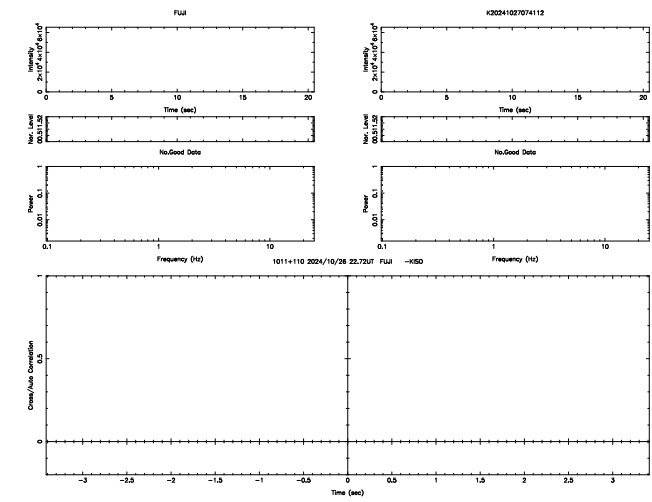 FUJI
K20241027074112
Intensity
2×10⁴ 4×10⁴ 6×10⁴
0
0 5 10 15 20
Time (sec)
Intensity
2×10⁴ 4×10⁴ 6×10⁴
0
0 5 10 15 20
Time (sec)
Nor. Level
00.511.52
No.Good Data
Nor. Level
00.511.52
No.Good Data
Power
1
0.1
0.01
0.1 1 10
Frequency (Hz)
Power
1
0.1
0.01
0.1 1 10
Frequency (Hz)
1011+110 2024/10/26 22.72UT FUJI -KISO
Cross/Auto Correlation
1
0.5
0
-3 -2.5 -2 -1.5 -1 -0.5 0 0.5 1 1.5 2 2.5 3
Time (sec)